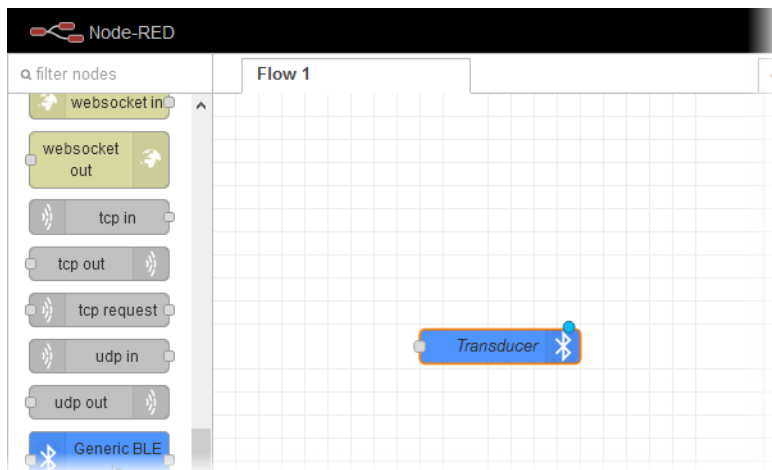 Node-RED
filter nodes
Flow 1
websocket in
websocket
out
tcp in
tcp out
tcp request
udp in
udp out
Generic BLE
Transducer